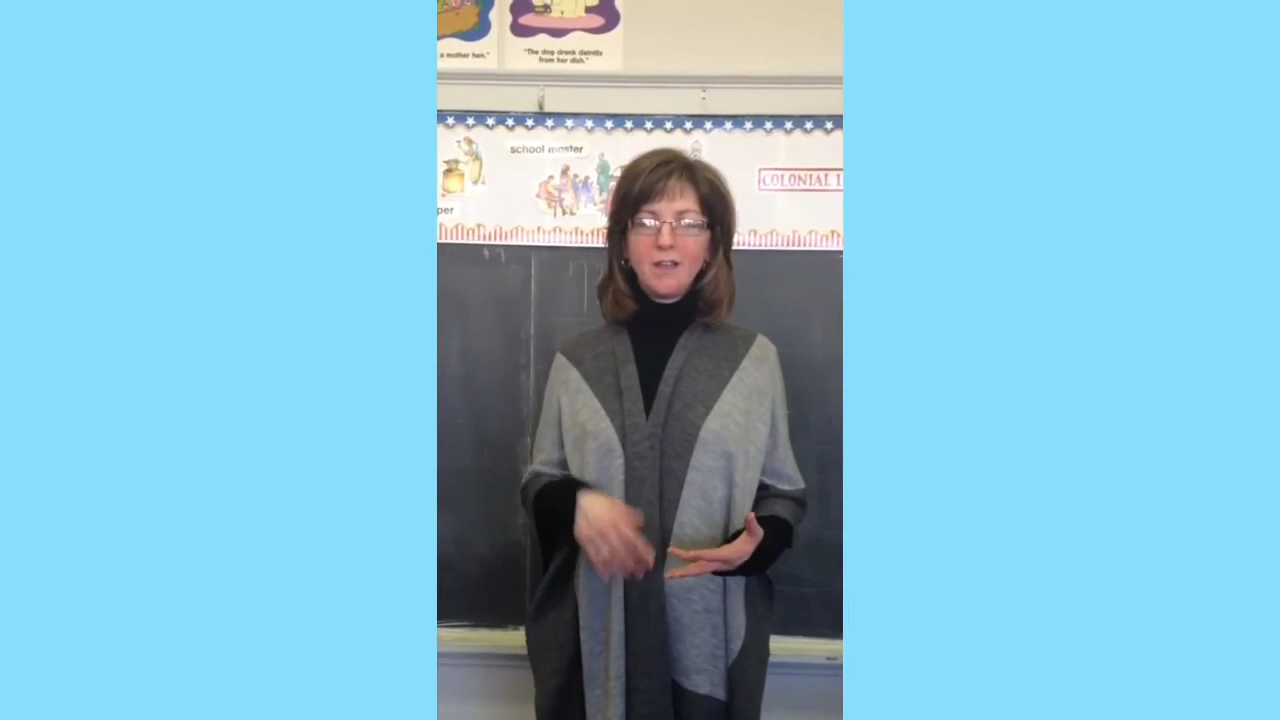 a mother hen."
"The dog drank daintily
from her dish."
school master
COLONIAL
per